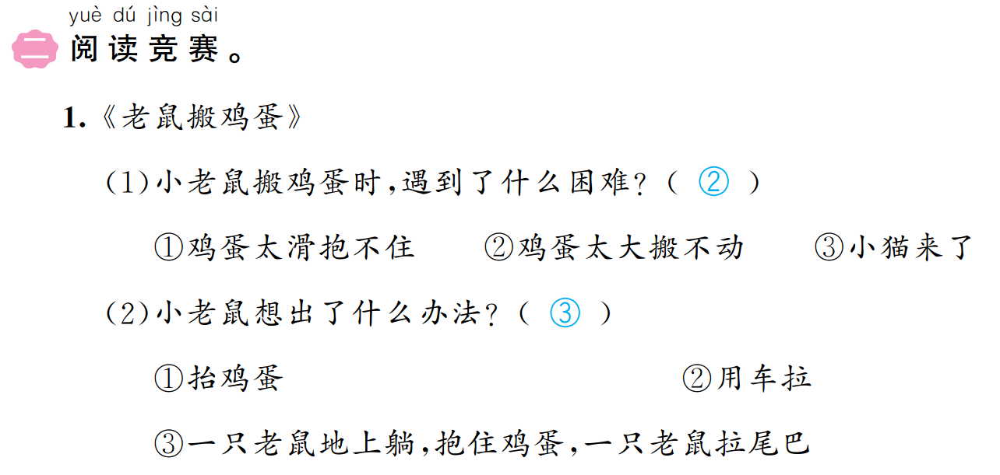 yuè dú jìng sài
二 阅读竞赛。
1.《老鼠搬鸡蛋》
(1)小老鼠搬鸡蛋时,遇到了什么困难?( ② )
①鸡蛋太滑抱不住 ②鸡蛋太大搬不动 ③小猫来了
(2)小老鼠想出了什么办法?( ③ )
①抬鸡蛋 ②用车拉
③一只老鼠地上躺,抱住鸡蛋,一只老鼠拉尾巴